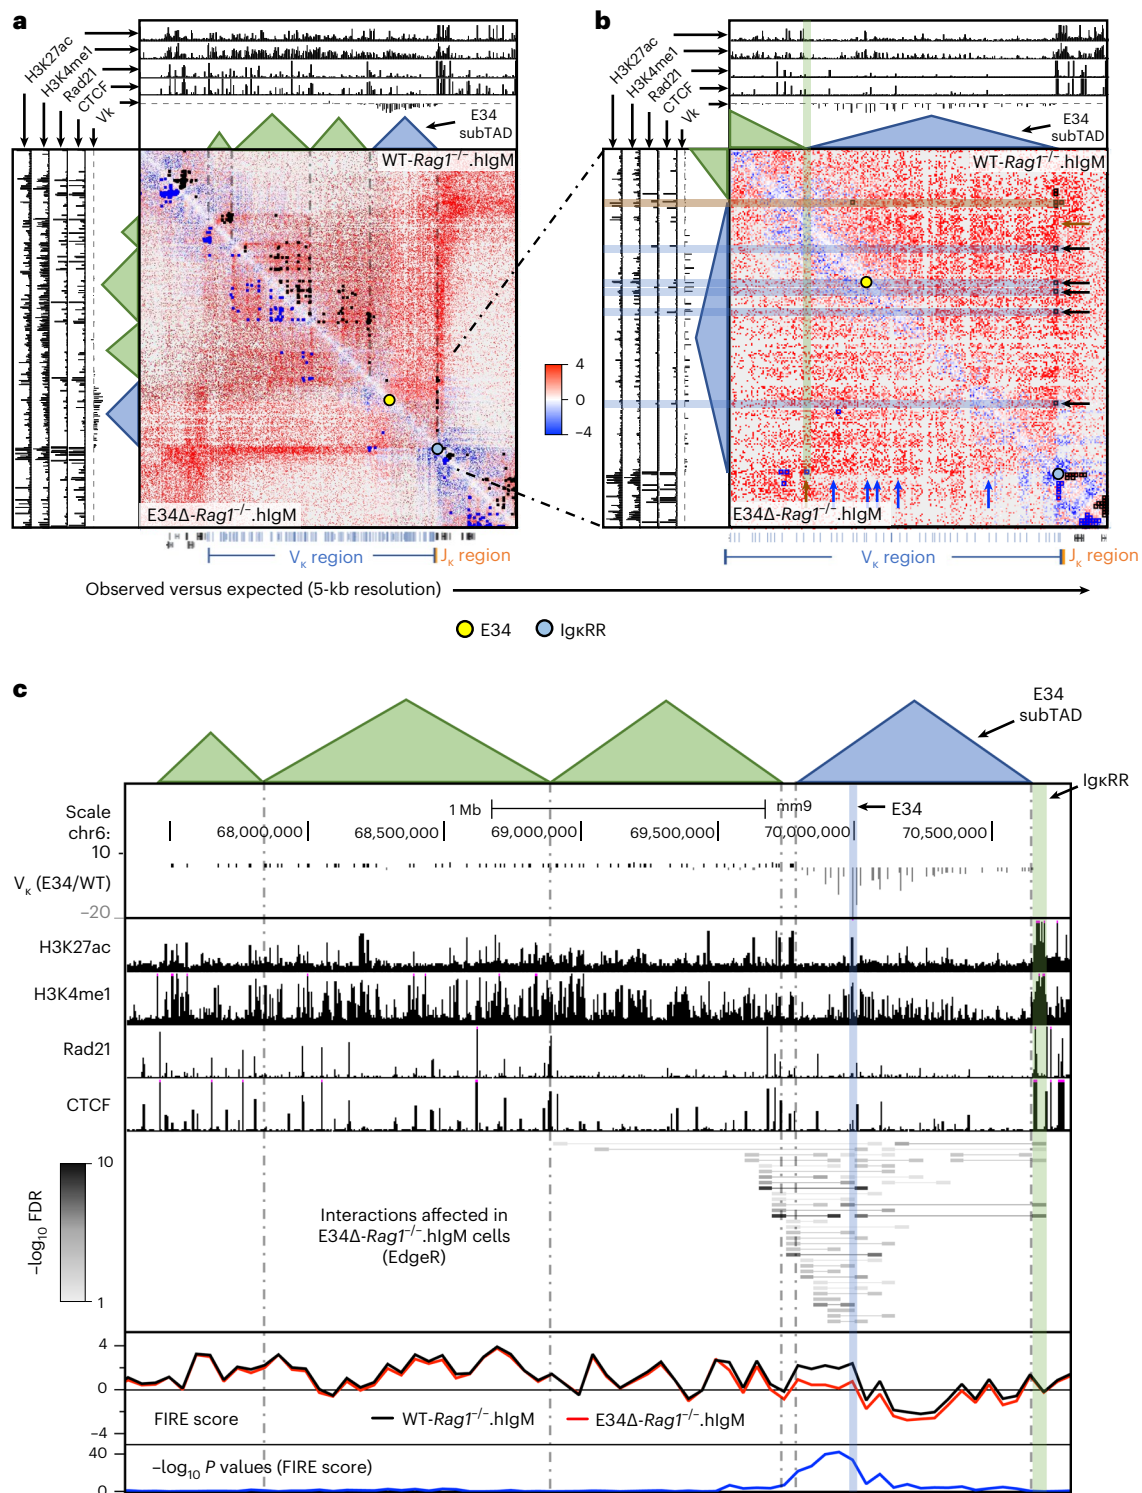 a
H3K27ac
H3K4me1
Rad21
CTCF
Vk
E34
subTAD
WT-Rag1−/−.hIgM
E34Δ-Rag1−/−.hIgM
Vκ region
Jκ region
4
0
−4
b
H3K27ac
H3K4me1
Rad21
CTCF
Vk
E34
subTAD
WT-Rag1−/−.hIgM
E34Δ-Rag1−/−.hIgM
Vκ region
Jκ region
Observed versus expected (5-kb resolution)
E34
IgκRR
c
E34
subTAD
IgκRR
Scale
1 Mb
mm9
E34
chr6:
68,000,000
68,500,000
69,000,000
69,500,000
70,000,000
70,500,000
10
Vκ (E34/WT)
−20
H3K27ac
H3K4me1
Rad21
CTCF
10
−log10 FDR
1
Interactions affected in
E34Δ-Rag1−/−.hIgM cells
(EdgeR)
4
0
−4
FIRE score
WT-Rag1−/−.hIgM
E34Δ-Rag1−/−.hIgM
40
−log10 P values (FIRE score)
0